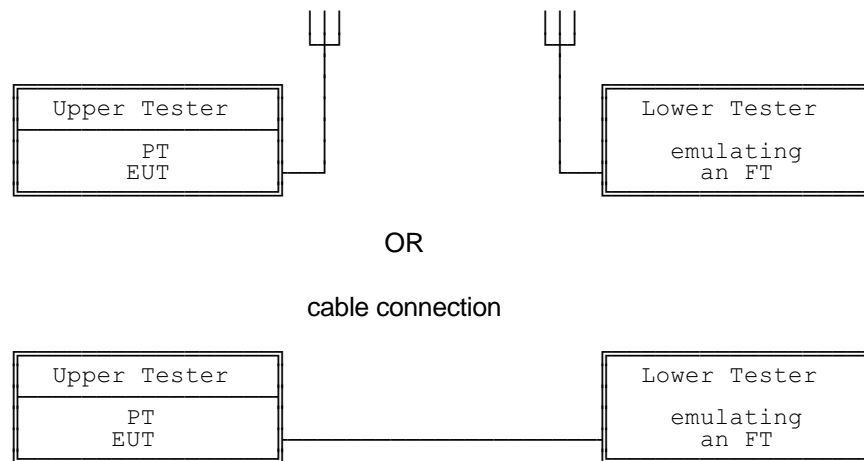 Upper Tester
Lower Tester
PT
EUT
emulating
an FT
OR
cable connection
Upper Tester
Lower Tester
PT
EUT
emulating
an FT